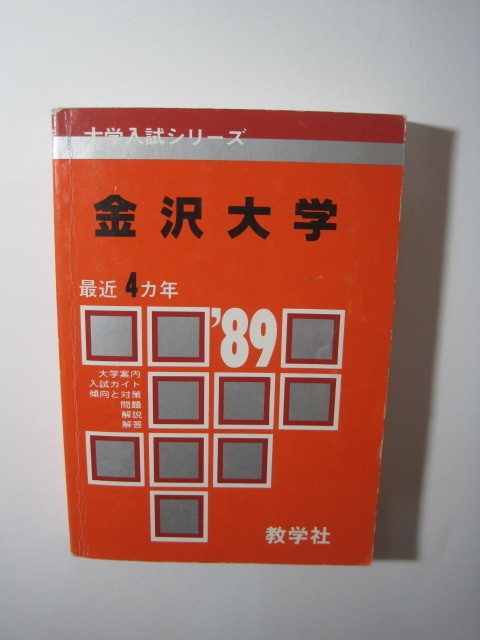 大学入試シリーズ
金沢大学
最近4カ年
'89
大学案内
入試ガイド
傾向と対策
問題
解説
解答
教学社